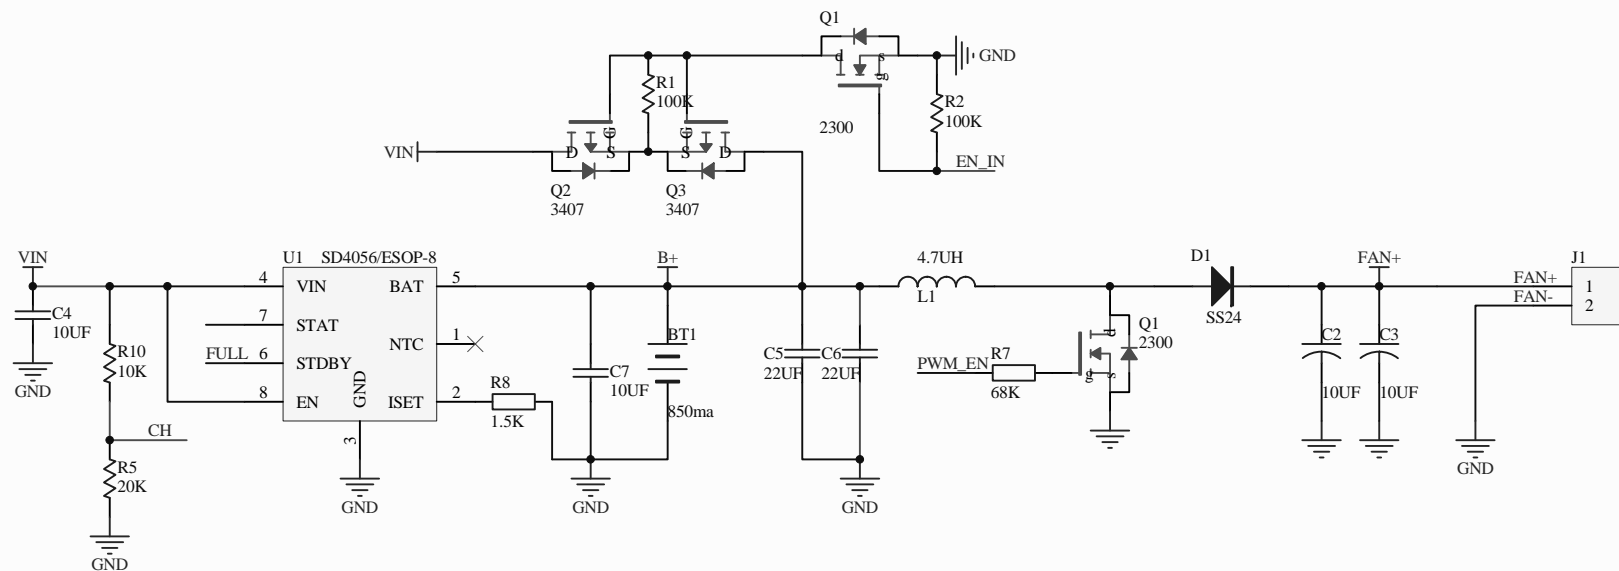 Q1
d
s
g
GND
R1
100K
R2
100K
2300
G
G
VIN
D
S
S
D
EN_IN
Q2
3407
Q3
3407
VIN
U1
SD4056/ESOP-8
B+
4.7UH
D1
FAN+
J1
4
VIN
BAT
5
L1
FAN+
1
FAN-
2
C4
10UF
7
STAT
SS24
6
FULL
STDBY
NTC
1
BT1
Q1
2300
d
g
s
R10
10K
C5
22UF
C6
22UF
PWM_EN
R7
68K
C2
10UF
C3
10UF
GND
8
EN
GND
ISET
2
R8
1.5K
C7
10UF
850ma
CH
3
R5
20K
GND
GND
GND
GND
GND